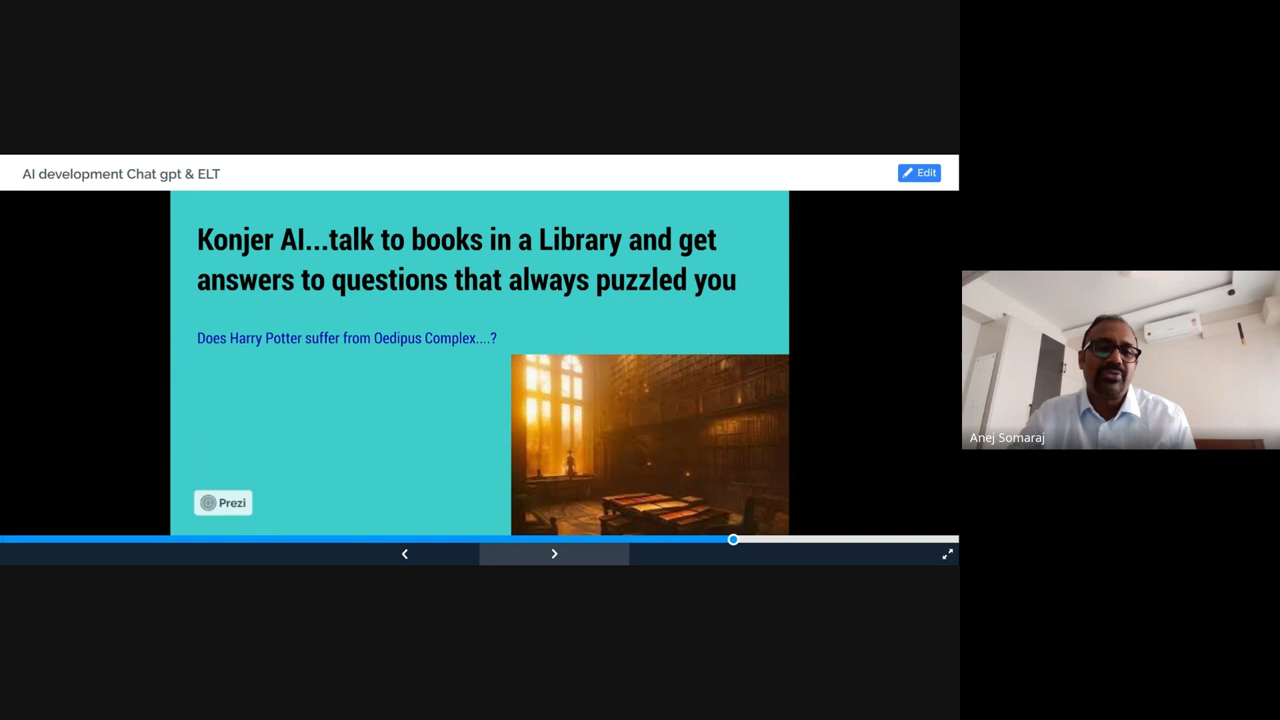 AI development Chat gpt & ELT
Edit
Konjer AI...talk to books in a Library and get
answers to questions that always puzzled you
Does Harry Potter suffer from Oedipus Complex....?
Prezi
Anej Somaraj